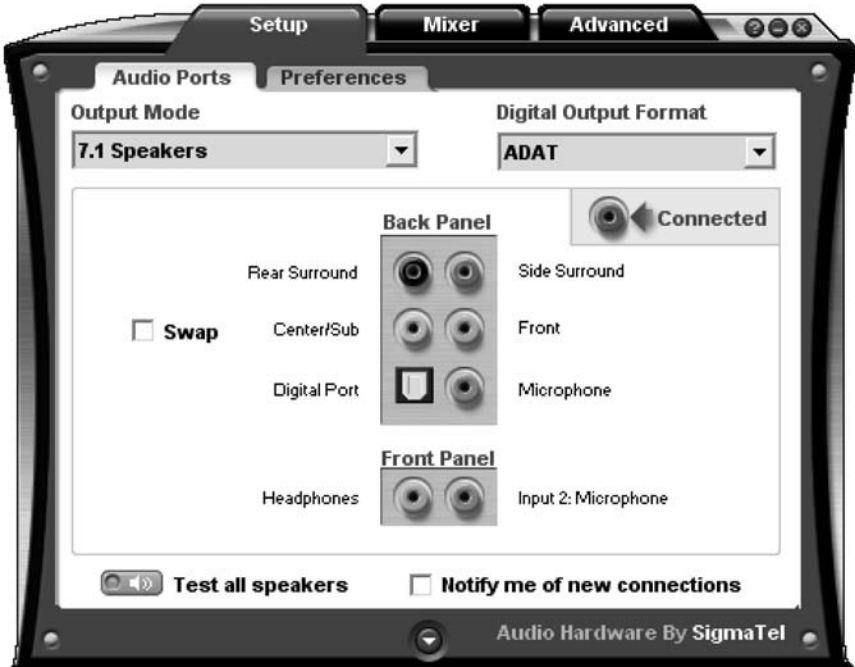 Setup
Mixer
Advanced
?
Audio Ports
Preferences
Output Mode
Digital Output Format
7.1 Speakers
ADAT
Connected
Back Panel
Rear Surround
Side Surround
Swap
Center/Sub
Front
Digital Port
Microphone
Front Panel
Headphones
Input 2: Microphone
Test all speakers
Notify me of new connections
Audio Hardware By SigmaTel